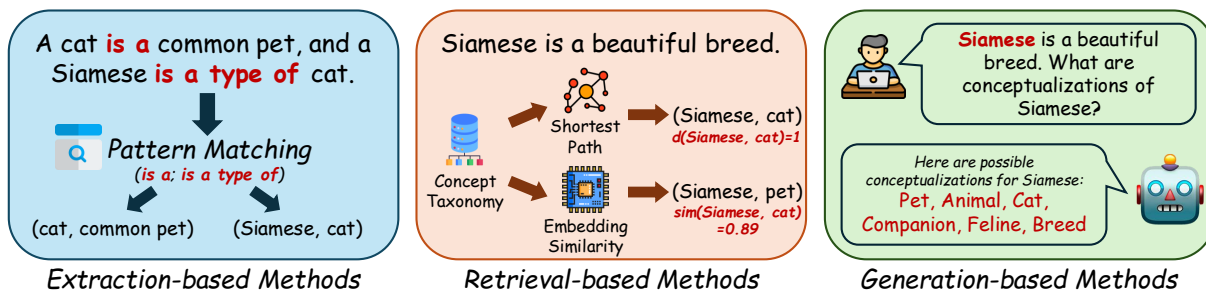 A cat is a common pet, and a
Siamese is a type of cat.
Pattern Matching
(is a; is a type of)
(cat, common pet)
(Siamese, cat)
Extraction-based Methods
Siamese is a beautiful breed.
Concept
Taxonomy
Shortest
Path
(Siamese, cat)
d(Siamese, cat)=1
Embedding
Similarity
(Siamese, pet)
sim(Siamese, cat)
=0.89
Retrieval-based Methods
Siamese is a beautiful
breed. What are
conceptualizations of
Siamese?
Here are possible
conceptualizations for Siamese:
Pet, Animal, Cat,
Companion, Feline, Breed
Generation-based Methods